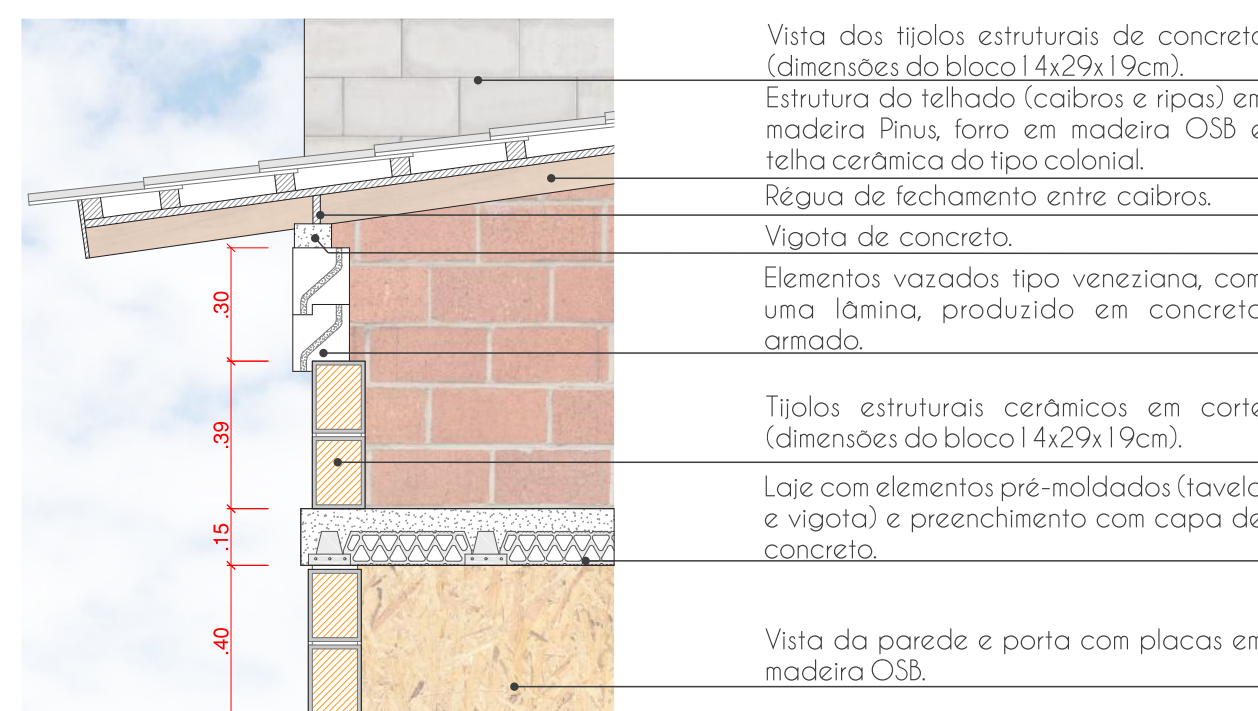 Vista dos tijolos estruturais de concreto
(dimensões do bloco 14x29x19cm).
Estrutura do telhado (caibros e ripas) em
madeira Pinus, forro em madeira OSB e
telha cerâmica do tipo colonial.
Régua de fechamento entre caibros.
Vigota de concreto.
Elementos vazados tipo veneziana, com
uma lâmina, produzido em concreto
armado.
Tijolos estruturais cerâmicos em corte
(dimensões do bloco 14x29x19cm).
Laje com elementos pré-moldados (tavela
e vigota) e preenchimento com capa de
concreto.
Vista da parede e porta com placas em
madeira OSB.
.30
.39
.15
.40